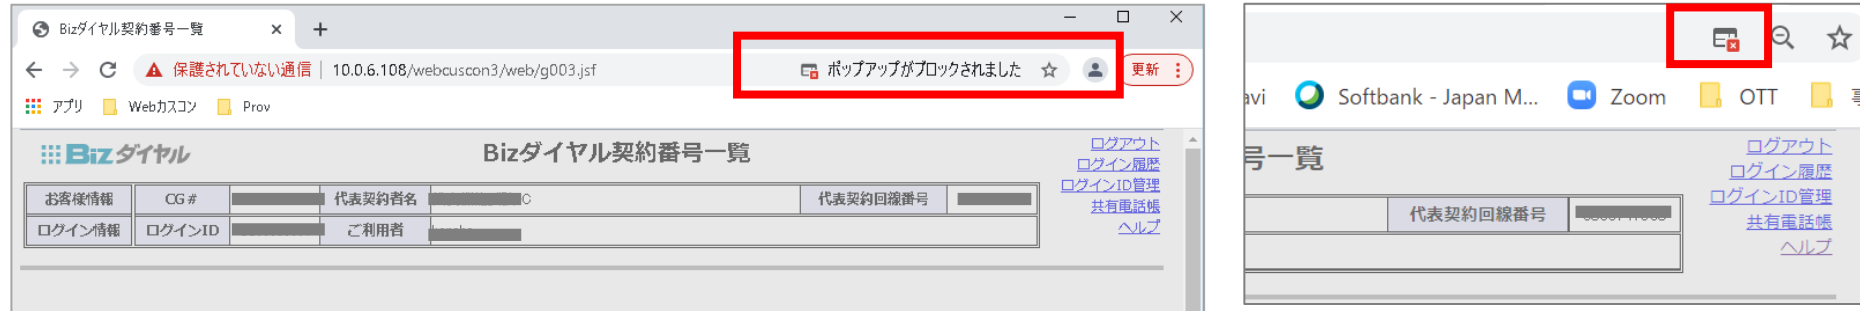 Bizダイヤル契約番号一覧
保護されていない通信 | 10.0.6.108/webcuscon3/web/g003.jsf
ポップアップがブロックされました
更新
アプリ
Webカスコン
Prov
Bizダイヤル
Bizダイヤル契約番号一覧
ログアウト
ログイン履歴
ログインID管理
共有電話帳
ヘルプ
お客様情報
CG#
代表契約者名
C
代表契約回線番号
ログイン情報
ログインID
ご利用者
avi
Softbank - Japan M...
Zoom
OTT
号一覧
ログアウト
ログイン履歴
ログインID管理
共有電話帳
ヘルプ
代表契約回線番号